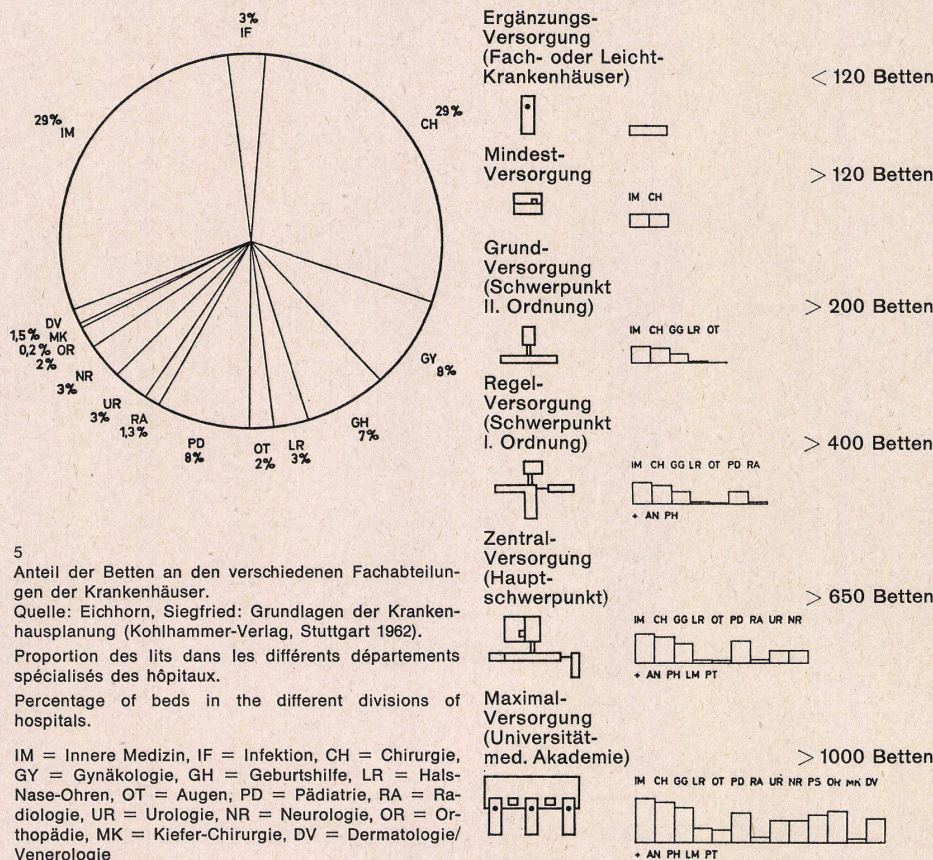 3%
IF
29%
IM
29%
CH
GY
8%
GH
7%
LR
3%
OT
2%
PD
8%
RA
1,3%
UR
3%
NR
3%
OR
2%
MK
0,2%
DV
1,5%
5
Anteil der Betten an den verschiedenen Fachabteilun-
gen der Krankenhäuser.
Quelle: Eichhorn, Siegfried: Grundlagen der Kranken-
hausplanung (Kohlhammer-Verlag, Stuttgart 1962).
Proportion des lits dans les différents départements
spécialisés des hôpitaux.
Percentage of beds in the different divisions of
hospitals.
IM = Innere Medizin, IF = Infektion, CH = Chirurgie,
GY = Gynäkologie, GH = Geburtshilfe, LR = Hals-
Nase-Ohren, OT = Augen, PD = Pädiatrie, RA = Ra-
diologie, UR = Urologie, NR = Neurologie, OR = Or-
thopädie, MK = Kiefer-Chirurgie, DV = Dermatologie/
Venerologie
Ergänzungs-
Versorgung
(Fach- oder Leicht-
Krankenhäuser)
< 120 Betten
Mindest-
Versorgung
> 120 Betten
IM CH
Grund-
Versorgung
(Schwerpunkt
II. Ordnung)
> 200 Betten
IM CH GG LR OT
Regel-
Versorgung
(Schwerpunkt
I. Ordnung)
> 400 Betten
IM CH GG LR OT PD RA
+ AN PH
Zentral-
Versorgung
(Haupt-
schwerpunkt)
> 650 Betten
IM CH GG LR OT PD RA UR NR
+ AN PH LM PT
Maximal-
Versorgung
(Universität-
med. Akademie)
> 1000 Betten
IM CH GG LR OT PD RA UR NR PS OR MK DV
+ AN PH LM PT